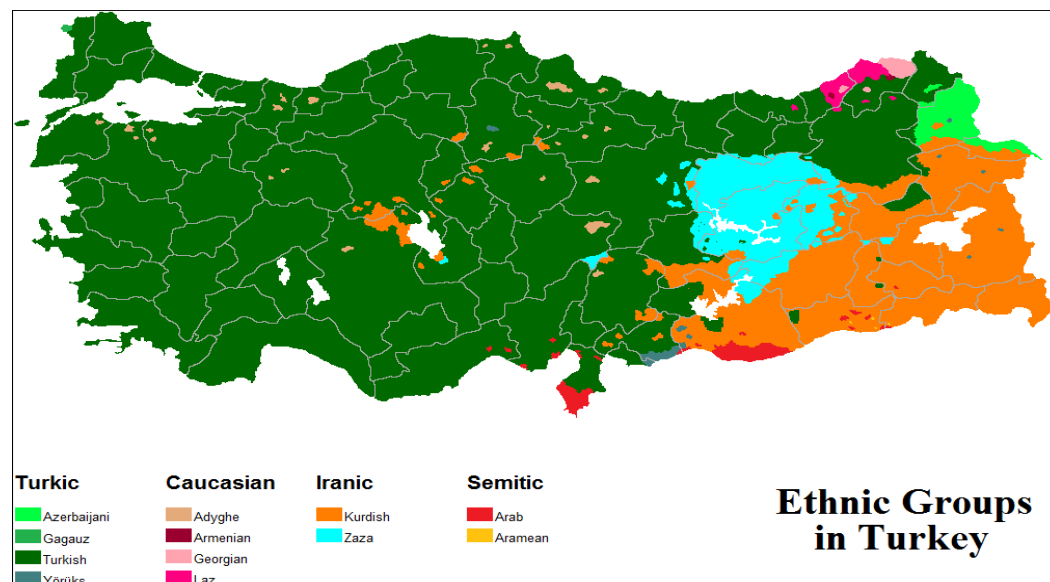 Turkic
Azerbaijani
Gagauz
Turkish
Yörüks
Caucasian
Adyghe
Armenian
Georgian
Laz
Iranic
Kurdish
Zaza
Semitic
Arab
Aramean
Ethnic Groups
in Turkey